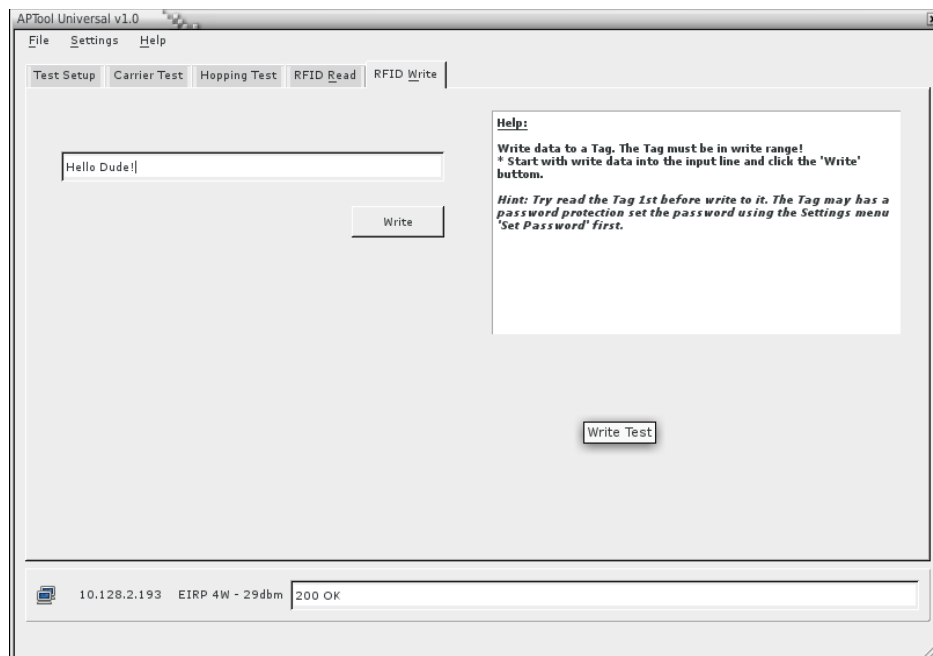 APTool Universal v1.0
File Settings Help
Test Setup Carrier Test Hopping Test RFID Read RFID Write
Hello Dude!
Write
Help:
Write data to a Tag. The Tag must be in write range!
* Start with write data into the input line and click the 'Write'
buttom.
Hint: Try read the Tag 1st before write to it. The Tag may has a
password protection set the password using the Settings menu
'Set Password' first.
Write Test
10.128.2.193 EIRP 4W - 29dbm 200 OK